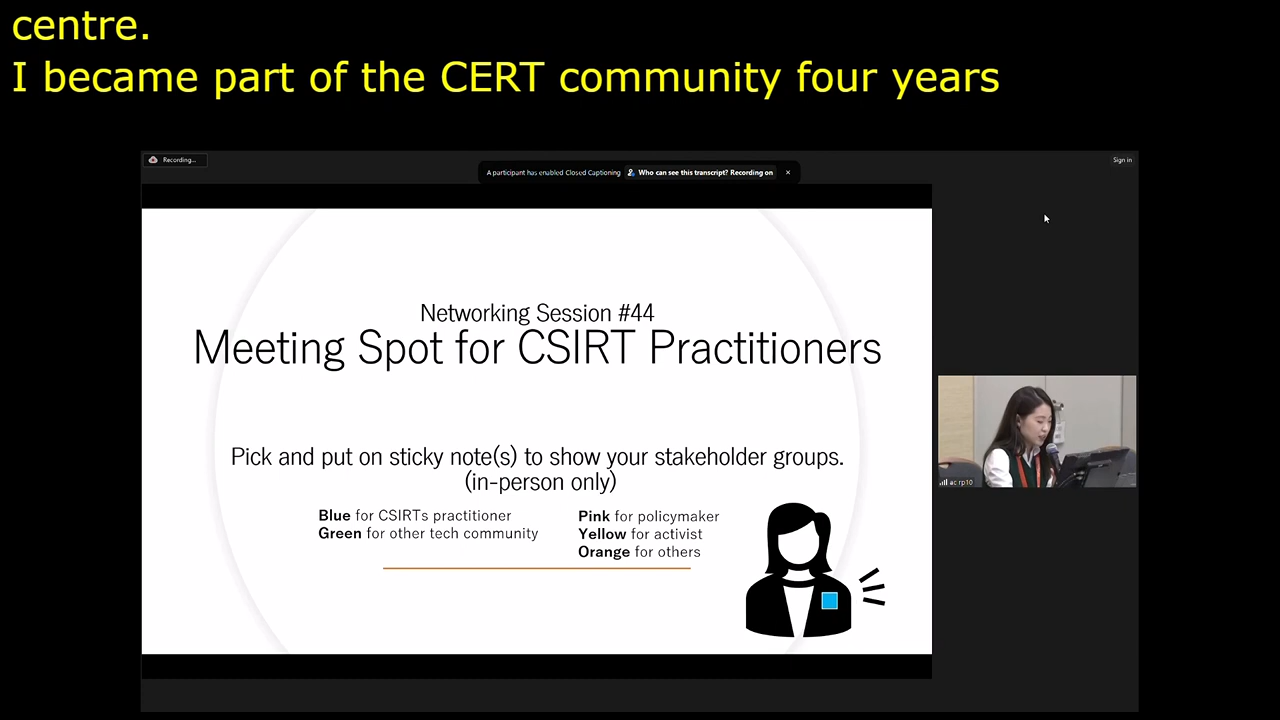 centre.
I became part of the CERT community four years
Recording...
A participant has enabled Closed Captioning Who can see this transcript? Recording on
Sign in
Networking Session #44
Meeting Spot for CSIRT Practitioners
Pick and put on sticky note(s) to show your stakeholder groups.
(in-person only)
Blue for CSIRTs practitioner
Green for other tech community
Pink for policymaker
Yellow for activist
Orange for others
ac rp10